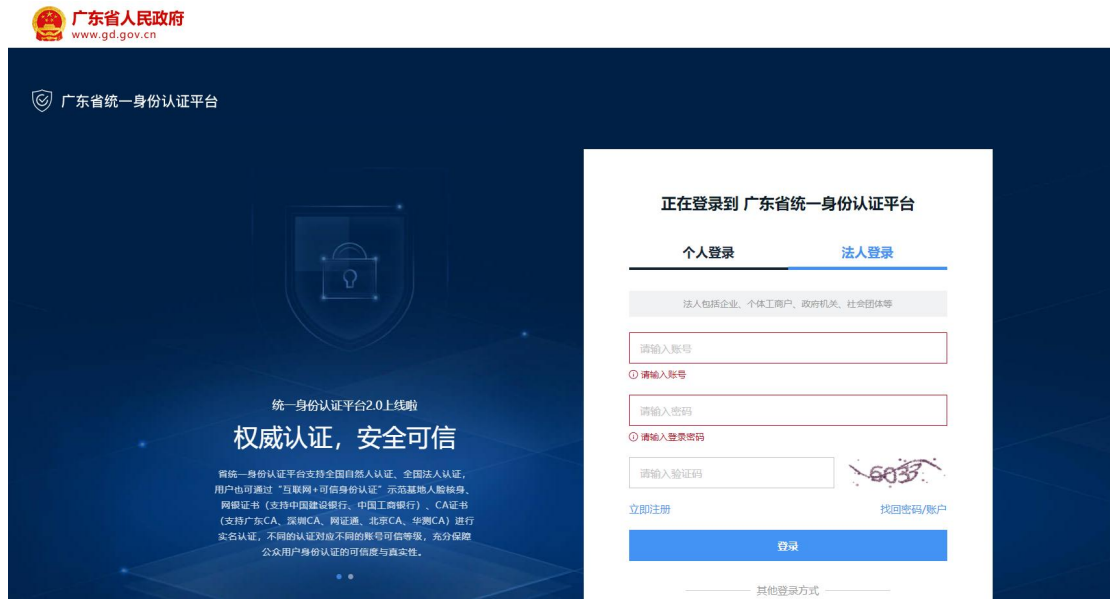 广东省人民政府
www.gd.gov.cn
广东省统一身份认证平台
统一身份认证平台2.0上线啦
权威认证，安全可信
省统一身份认证平台支持全国自然人认证、全国法人认证，
用户也可通过“互联网+可信身份认证”示范基地人脸核身、
网银证书（支持中国建设银行、中国工商银行）、CA证书
（支持广东CA、深圳CA、网证通、北京CA、华测CA）进行
实名认证，不同的认证对应不同的账号可信等级，充分保障
公众用户身份认证的可信度与真实性。
正在登录到 广东省统一身份认证平台
个人登录
法人登录
法人包括企业、个体工商户、政府机关、社会团体等
请输入账号
请输入账号
请输入密码
请输入登录密码
请输入验证码
立即注册
找回密码/账户
登录
其他登录方式